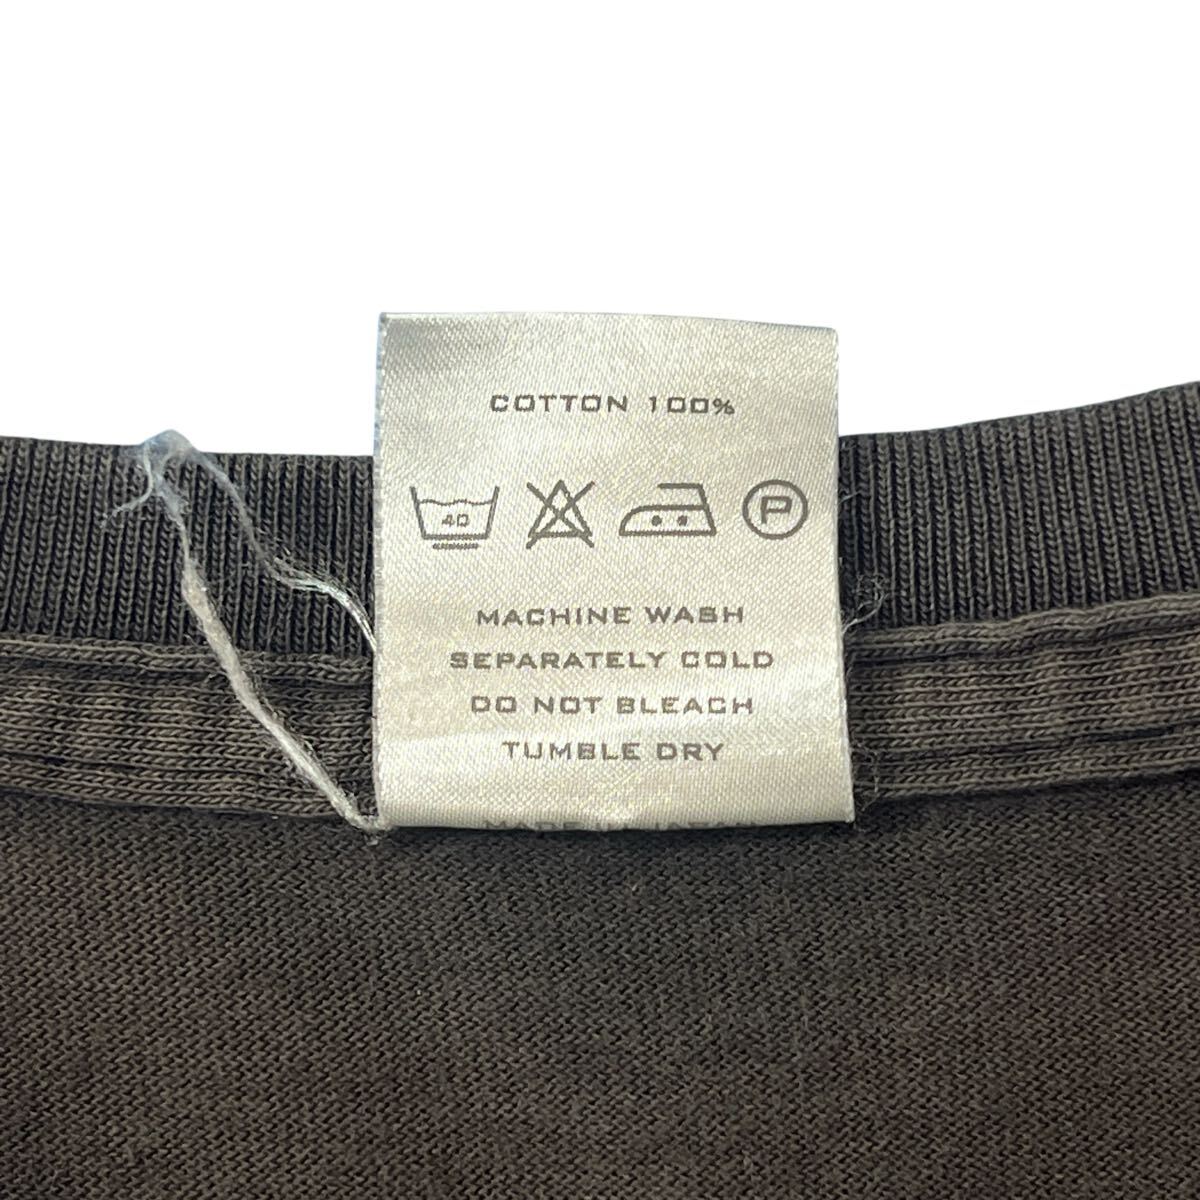 COTTON 100%
40 P
MACHINE WASH
SEPARATELY COLD
DO NOT BLEACH
TUMBLE DRY